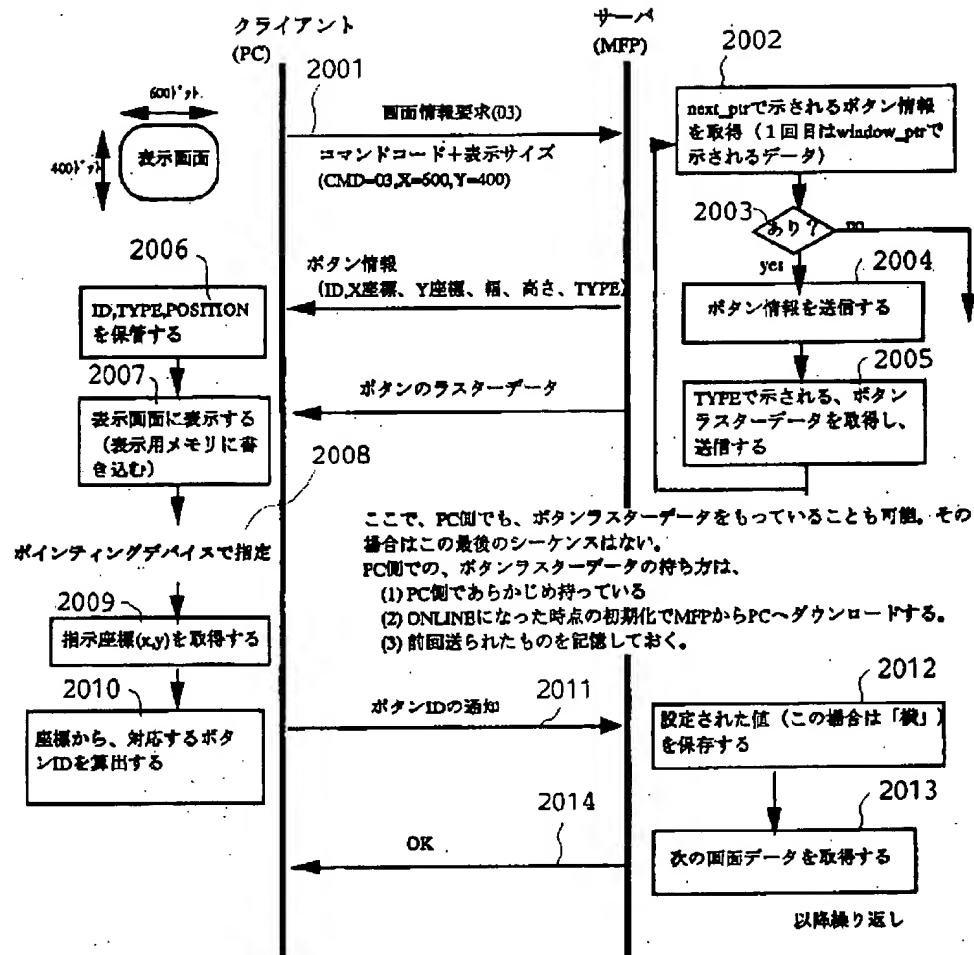 クライアント
(PC)
サーバ
(MFP)
2001
2002
600ﾄﾞｯﾄ
400ﾄﾞｯﾄ
表示画面
画面情報要求(03)
コマンドコード+表示サイズ
(CMD=03,X=600,Y=400)
next_ptrで示されるボタン情報
を取得（1回目はwindow_ptrで
示されるデータ）
2003
あり?
no
yes
2004
ボタン情報を送信する
2006
ボタン情報
(ID,X座標、Y座標、幅、高さ、TYPE)
ID,TYPE,POSITION
を保管する
2005
TYPEで示される、ボタン
ラスターデータを取得し、
送信する
2007
ボタンのラスターデータ
表示画面に表示する
（表示用メモリに書
き込む）
2008
ここで、PC側でも、ボタンラスターデータをもっていることも可能。その
場合はこの最後のシーケンスはない。
PC側での、ボタンラスターデータの持ち方は、
(1) PC側であらかじめ持っている
(2) ONLINEになった時点の初期化でMFPからPCへダウンロードする。
(3) 前回送られたものを記憶しておく。
ポインティングデバイスで指定
2009
指示座標(x,y)を取得する
2010
座標から、対応するボタ
ンIDを算出する
ボタンIDの通知
2011
2012
設定された値（この場合は「縦」）
を保存する
2013
次の画面データを取得する
2014
OK
以降繰り返し